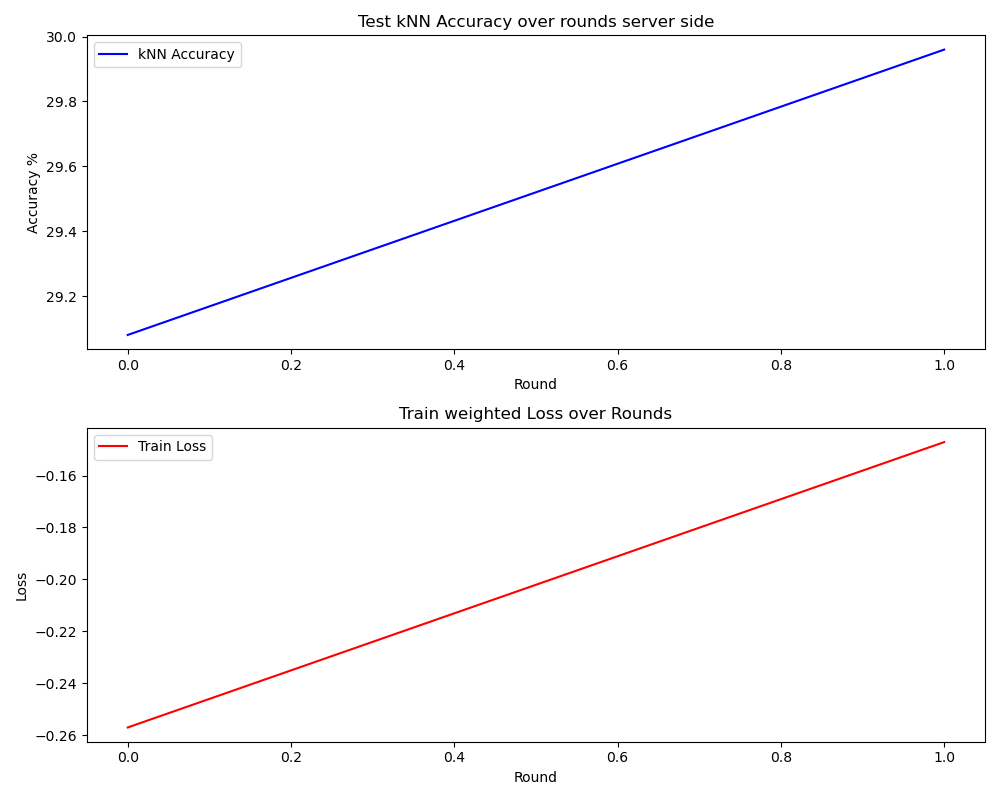 Test kNN Accuracy over rounds server side
kNN Accuracy
Accuracy %
30.0
29.8
29.6
29.4
29.2
0.0 0.2 0.4 0.6 0.8 1.0
Round
Train weighted Loss over Rounds
Train Loss
Loss
−0.16
−0.18
−0.20
−0.22
−0.24
−0.26
0.0 0.2 0.4 0.6 0.8 1.0
Round